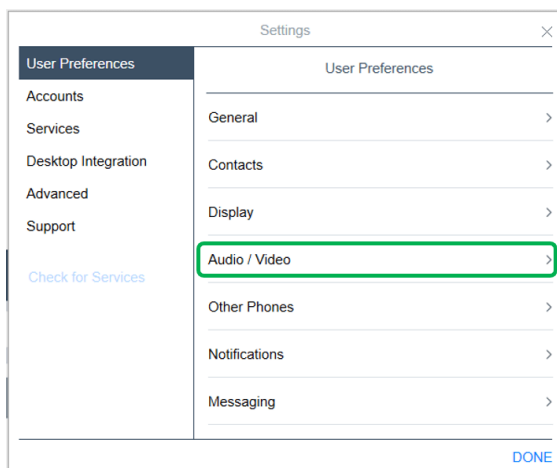 Settings
User Preferences
Accounts
Services
Desktop Integration
Advanced
Support
Check for Services
User Preferences
General
Contacts
Display
Audio / Video
Other Phones
Notifications
Messaging
DONE